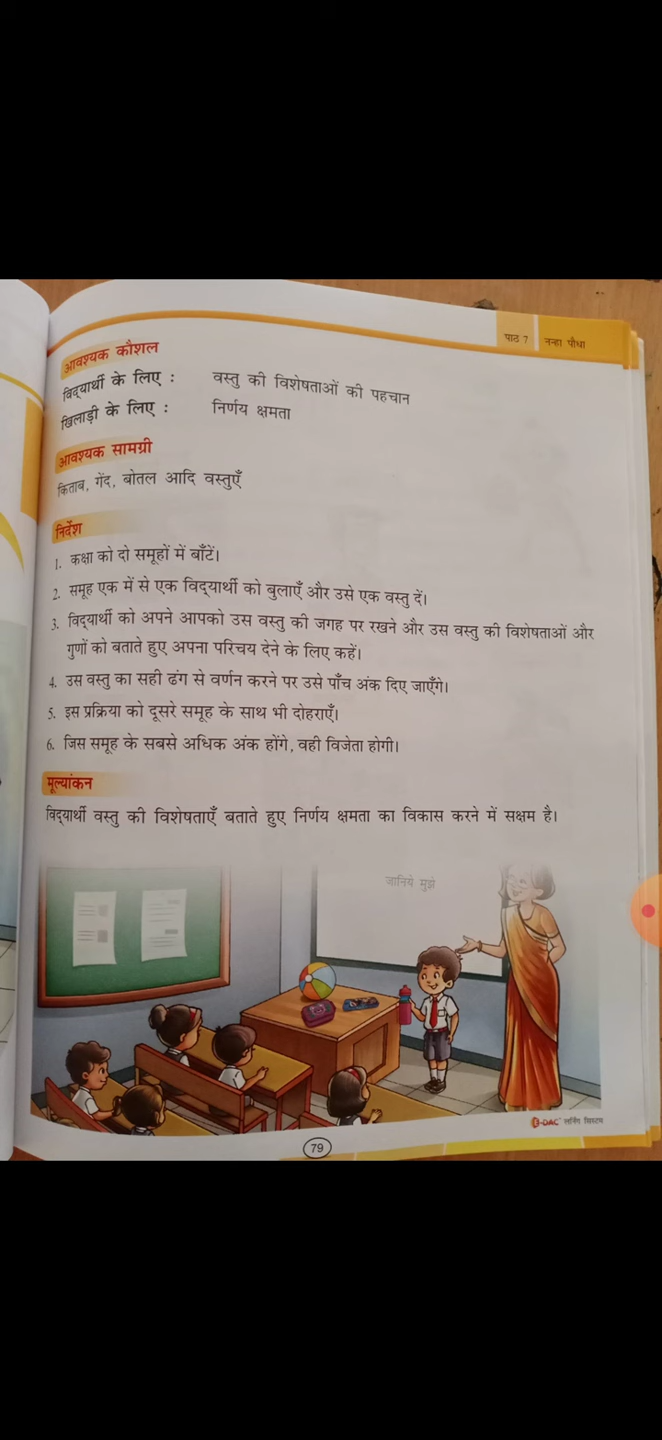 पाठ 7 नन्हा पौधा
आवश्यक कौशल
विद्‌यार्थी के लिए : वस्तु की विशेषताओं की पहचान
खिलाड़ी के लिए : निर्णय क्षमता
आवश्यक सामग्री
किताब, गेंद, बोतल आदि वस्तुएँ
निर्देश
1. कक्षा को दो समूहों में बाँटें।
2. समूह एक में से एक विद्‌यार्थी को बुलाएँ और उसे एक वस्तु दें।
3. विद्‌यार्थी को अपने आपको उस वस्तु की जगह पर रखने और उस वस्तु की विशेषताओं और
गुणों को बताते हुए अपना परिचय देने के लिए कहें।
4. उस वस्तु का सही ढंग से वर्णन करने पर उसे पाँच अंक दिए जाएँगे।
5. इस प्रक्रिया को दूसरे समूह के साथ भी दोहराएँ।
6. जिस समूह के सबसे अधिक अंक होंगे, वही विजेता होगी।
मूल्यांकन
विद्‌यार्थी वस्तु की विशेषताएँ बताते हुए निर्णय क्षमता का विकास करने में सक्षम है।
जानिये मुझे
E-DAC लर्निंग सिस्टम
79